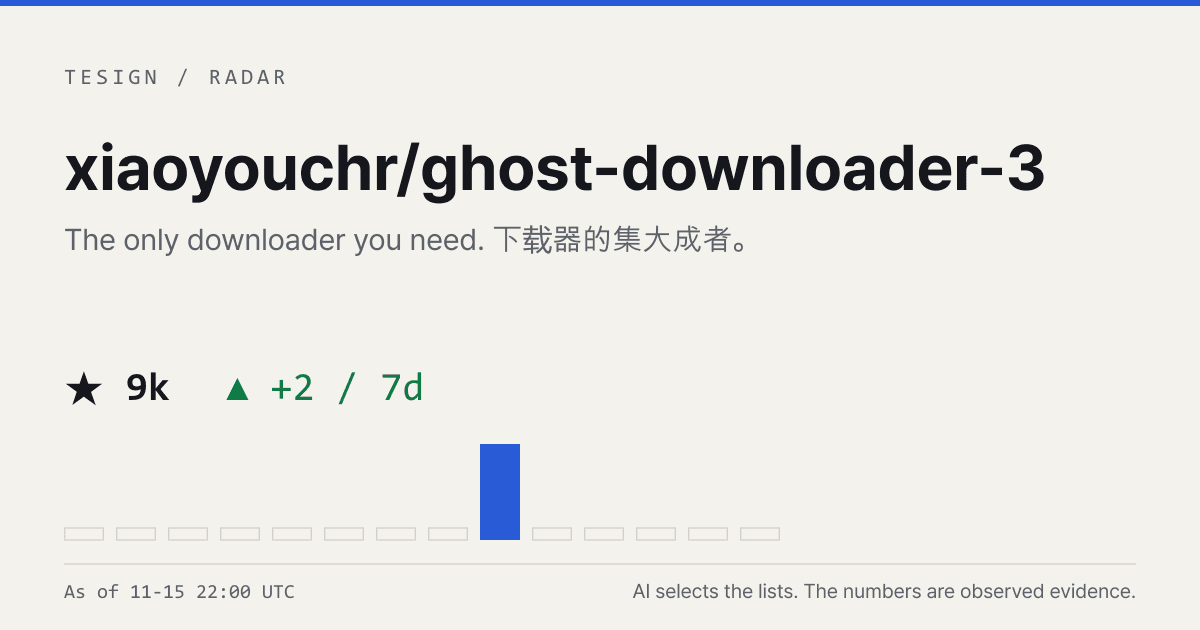 TESIGN / RADAR
xiaoyouchr/ghost-downloader-3
The only downloader you need. 下载器的集大成者。
★ 9k ▲ +2 / 7d
As of 11-15 22:00 UTC
AI selects the lists. The numbers are observed evidence.